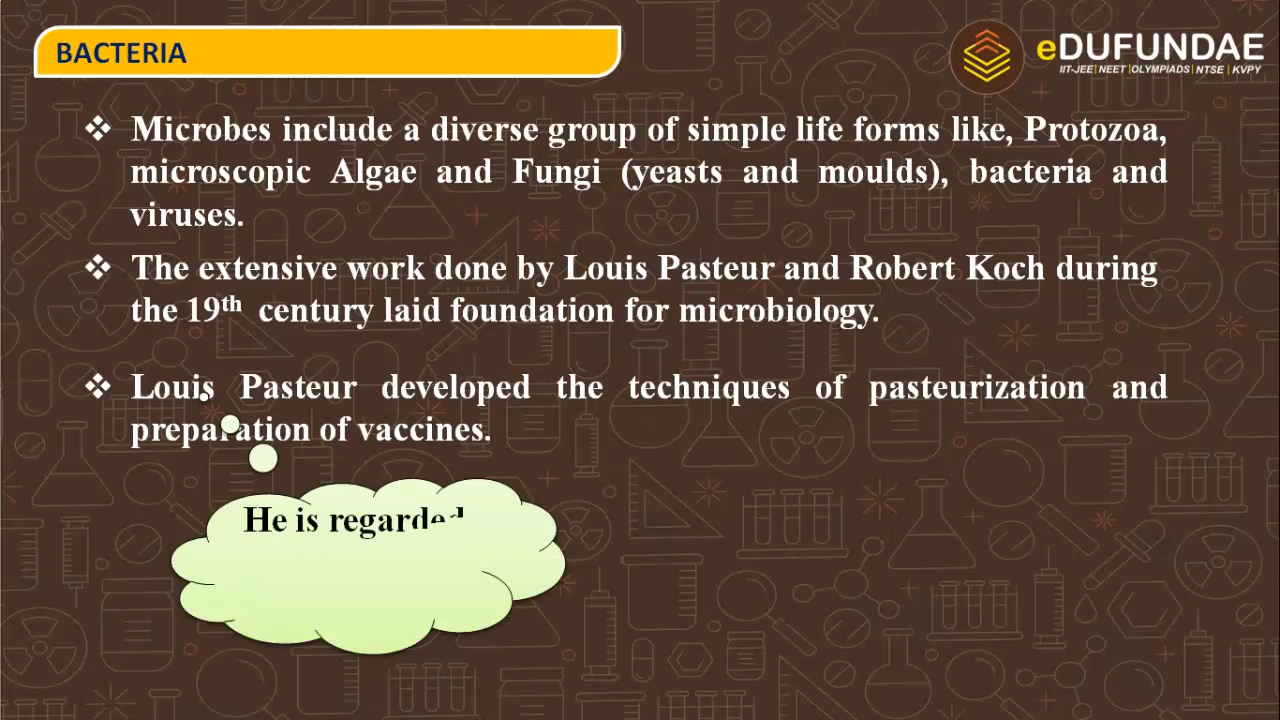 BACTERIA
eDUFUNDAE
IIT-JEE| NEET |OLYMPIADS| NTSE | KVPY
❖ Microbes include a diverse group of simple life forms like, Protozoa,
microscopic Algae and Fungi (yeasts and moulds), bacteria and
viruses.
❖ The extensive work done by Louis Pasteur and Robert Koch during
the 19th century laid foundation for microbiology.
❖ Louis Pasteur developed the techniques of pasteurization and
preparation of vaccines.
He is regarded